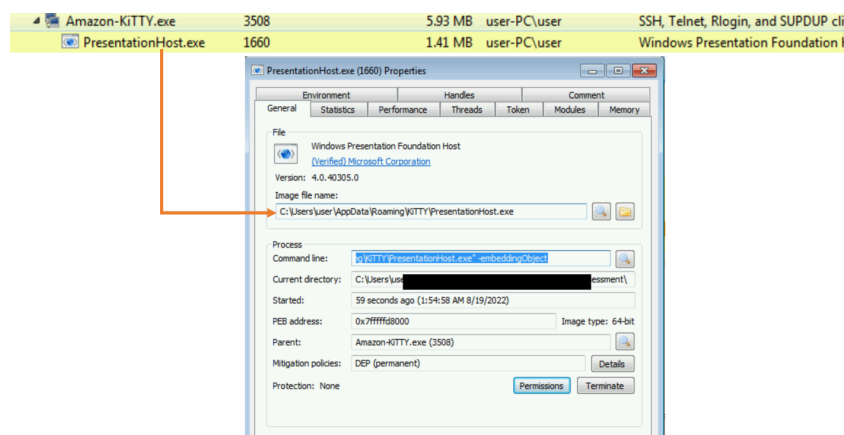 Amazon-KiTTY.exe 3508 5.93 MB user-PC\user SSH, Telnet, Rlogin, and SUPDUP cli
PresentationHost.exe 1660 1.41 MB user-PC\user Windows Presentation Foundation
PresentationHost.exe (1660) Properties
Environment Handles Comment
General Statistics Performance Threads Token Modules Memory
File
Windows Presentation Foundation Host
(Verified) Microsoft Corporation
Version: 4.0.40305.0
Image file name:
C:\Users\user\AppData\Roaming\KiTTY\PresentationHost.exe
Process
Command line: ig\KiTTY\PresentationHost.exe" -embeddingObject
Current directory: C:\Users\use essment\
Started: 59 seconds ago (1:54:58 AM 8/19/2022)
PEB address: 0x7fffffd8000 Image type: 64-bit
Parent: Amazon-KiTTY.exe (3508)
Mitigation policies: DEP (permanent) Details
Protection: None Permissions Terminate